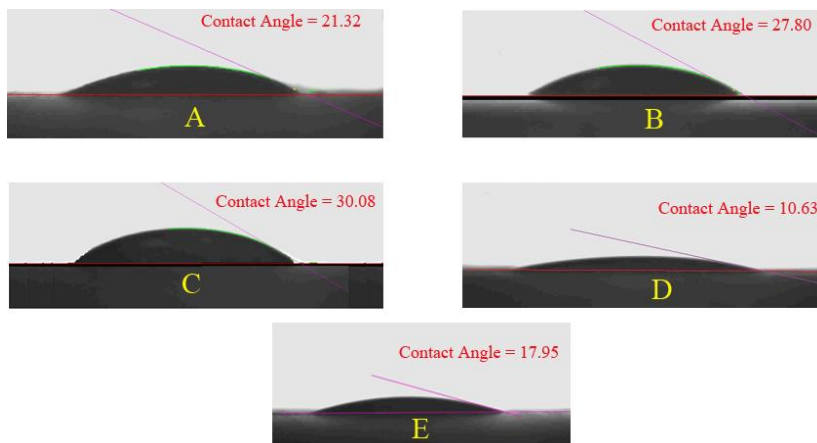 Contact Angle = 21.32
A
Contact Angle = 27.80
B
Contact Angle = 30.08
C
Contact Angle = 10.63
D
Contact Angle = 17.95
E